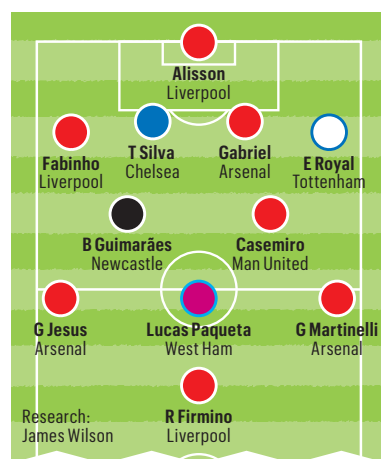 Alisson
Liverpool
Fabinho
Liverpool
T Silva
Chelsea
Gabriel
Arsenal
E Royal
Tottenham
B Guimarães
Newcastle
Casemiro
Man United
G Jesus
Arsenal
Lucas Paqueta
West Ham
G Martinelli
Arsenal
Research:
James Wilson
R Firmino
Liverpool